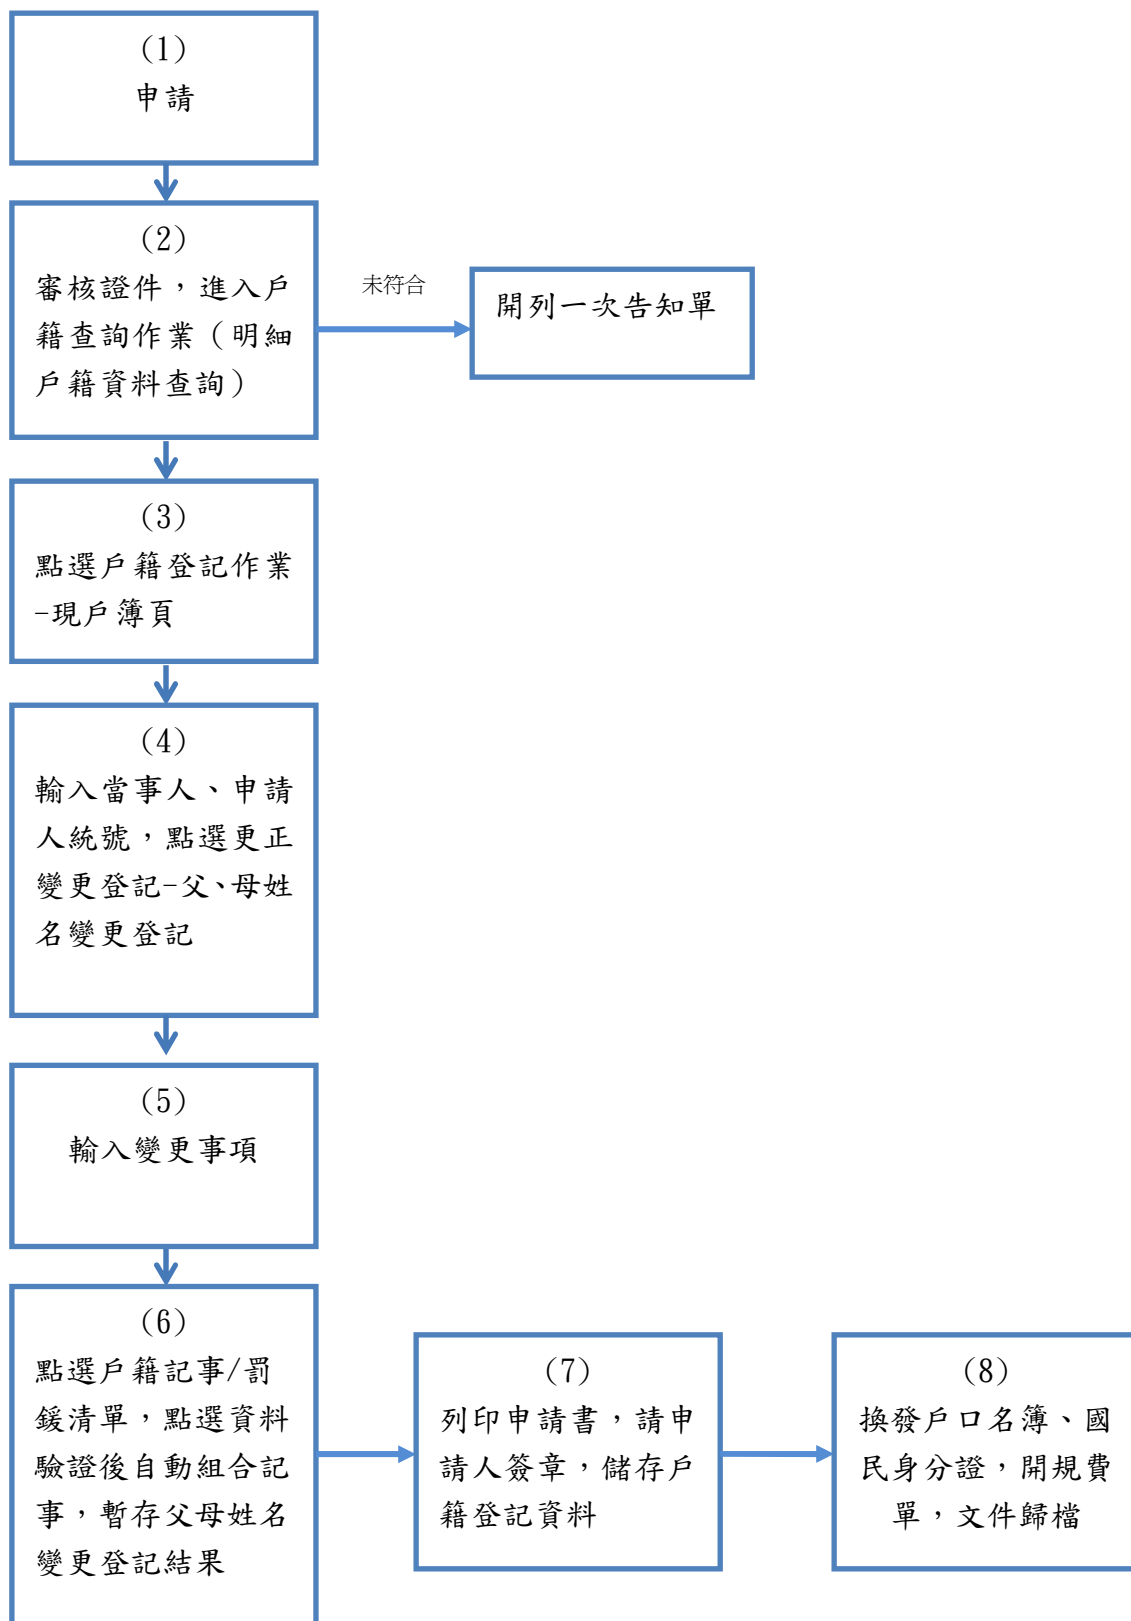 (1)
申請
(2)
審核證件，進入戶
籍查詢作業（明細
戶籍資料查詢）
未符合
開列一次告知單
(3)
點選戶籍登記作業
-現戶簿頁
(4)
輸入當事人、申請
人統號，點選更正
變更登記-父、母姓
名變更登記
(5)
輸入變更事項
(6)
點選戶籍記事/罰
鍰清單，點選資料
驗證後自動組合記
事，暫存父母姓名
變更登記結果
(7)
列印申請書，請申
請人簽章，儲存戶
籍登記資料
(8)
換發戶口名簿、國
民身分證，開規費
單，文件歸檔